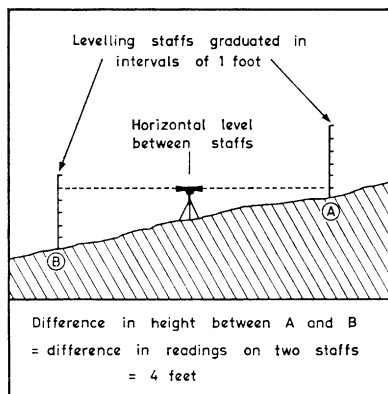 Levelling staffs graduated in
intervals of 1 foot
Horizontal level
between staffs
A
B
Difference in height between A and B
= difference in readings on two staffs
= 4 feet